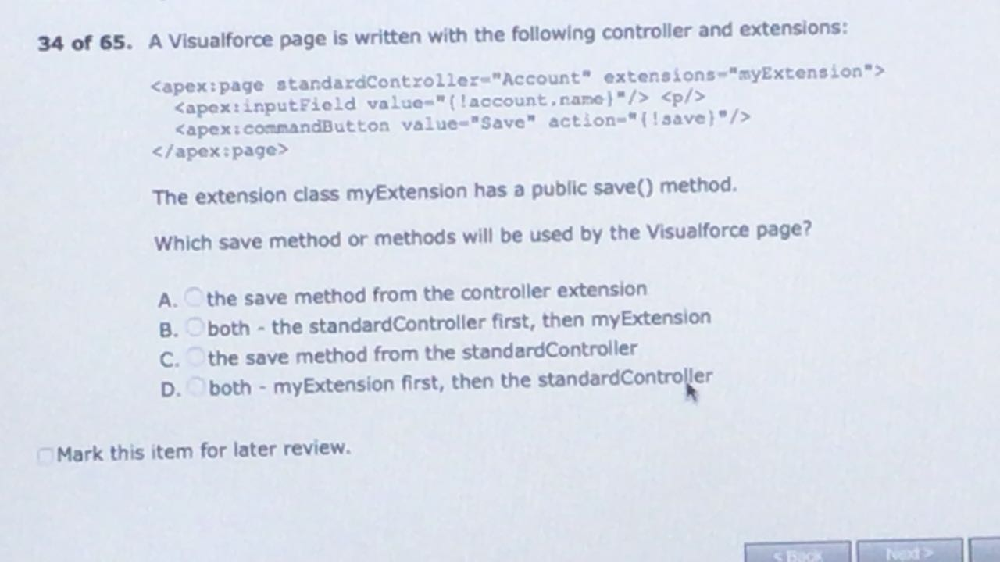 34 of 65. A Visualforce page is written with the following controller and extensions:
<apex:page standardController="Account" extensions="myExtension">
<apex:inputField value="{!account.name}"/> <p/>
<apex:commandButton value="Save" action="{!save}"/>
</apex:page>
The extension class myExtension has a public save() method.
Which save method or methods will be used by the Visualforce page?
A. the save method from the controller extension
B. both - the standardController first, then myExtension
C. the save method from the standardController
D. both - myExtension first, then the standardController
Mark this item for later review.
< Back Next >